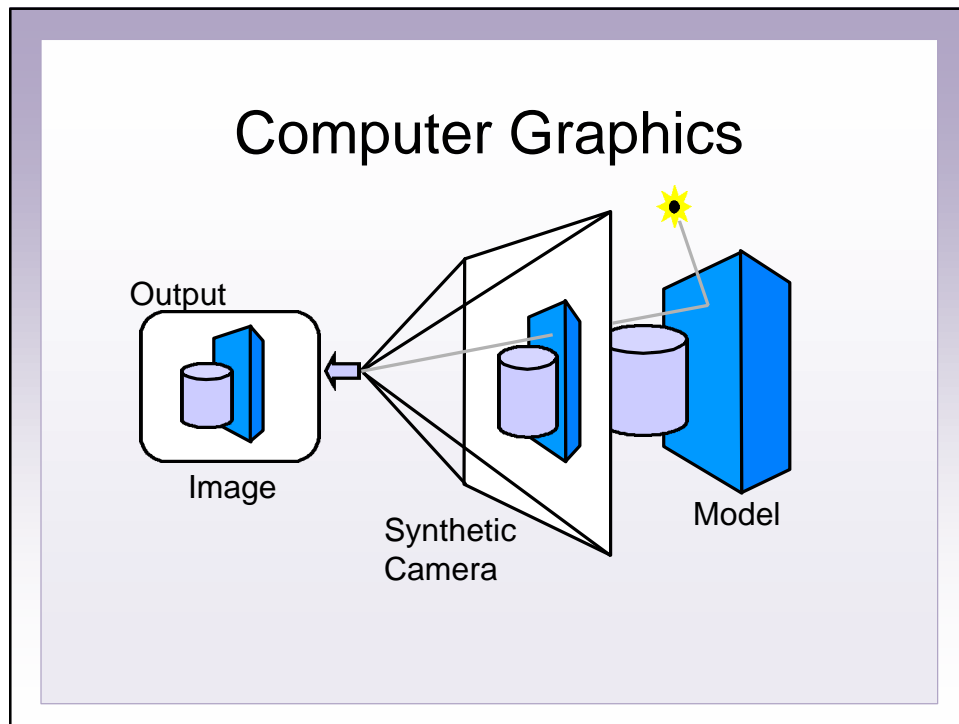 Computer Graphics
Output
Image
Synthetic
Camera
Model